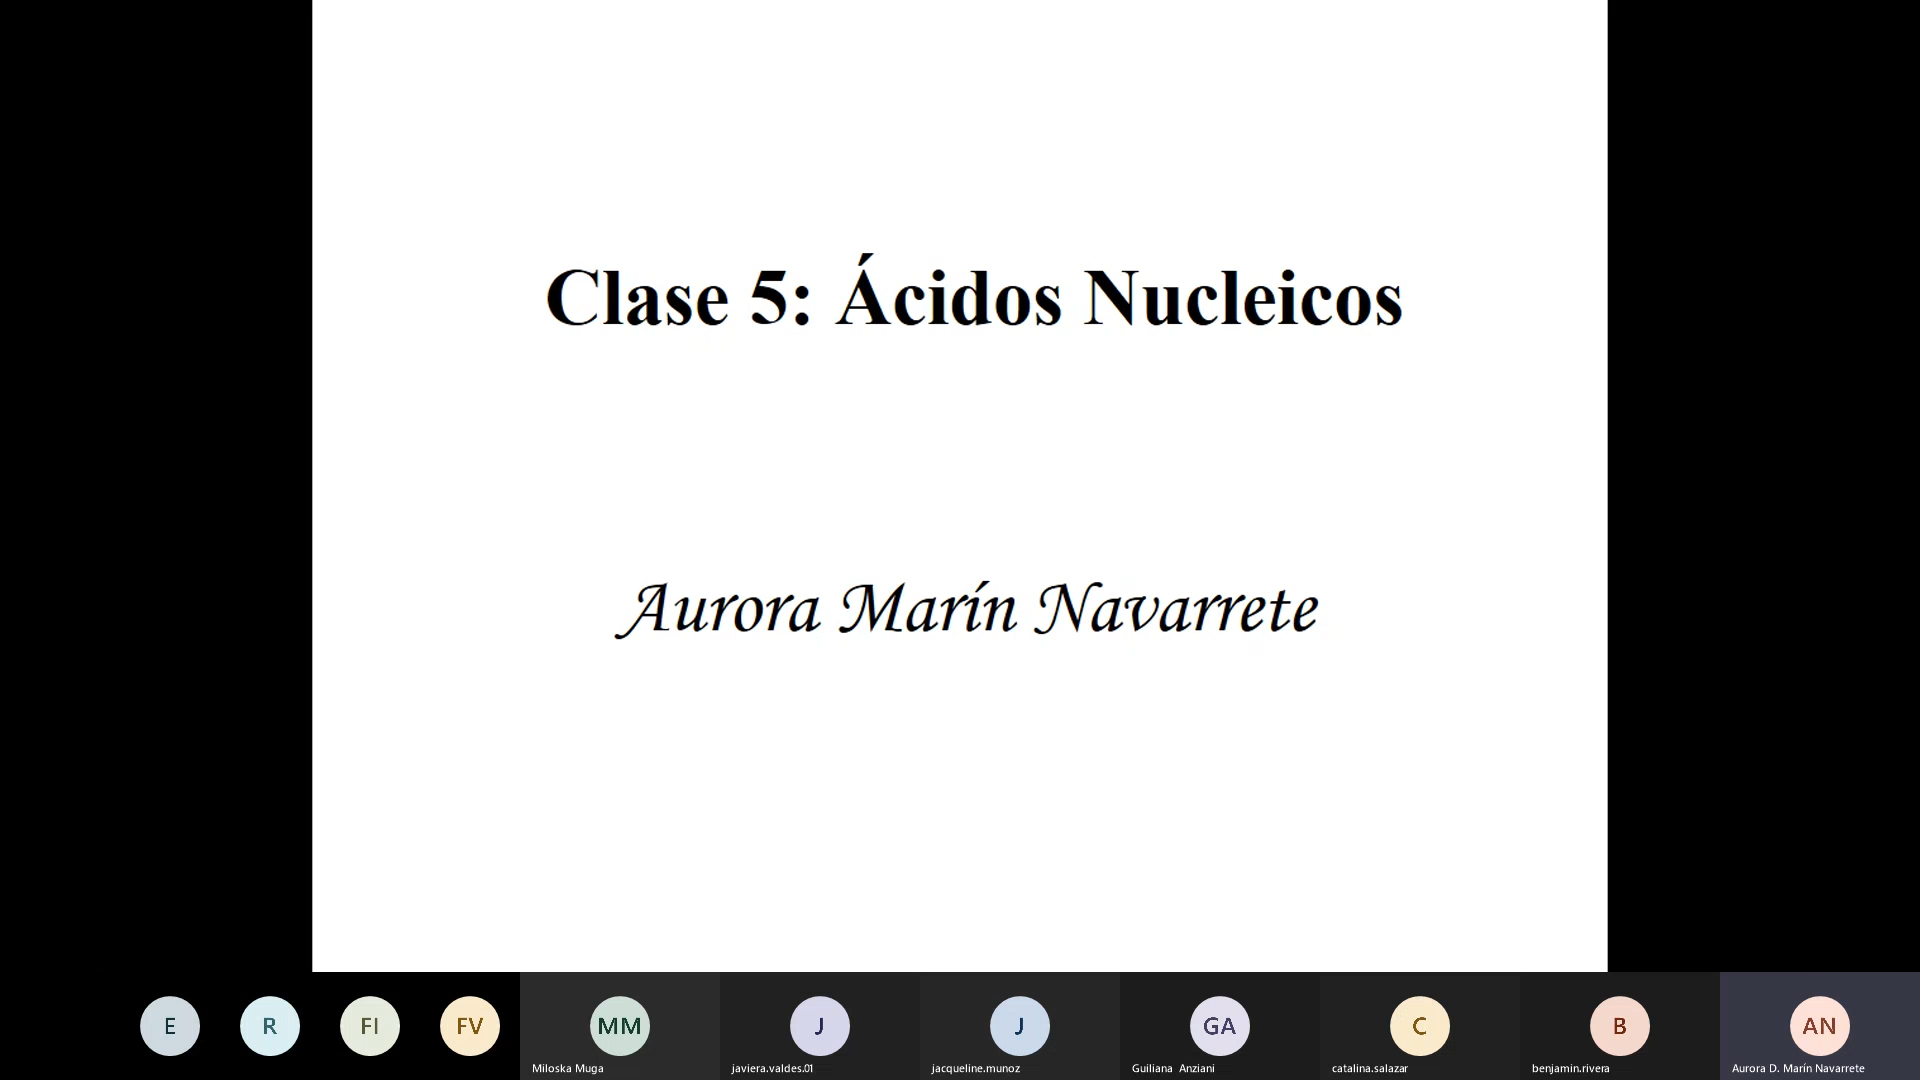 Clase 5: Ácidos Nucleicos
Aurora Marín Navarrete
E
R
FI
FV
MM
J
J
GA
C
B
AN
Miloska Muga
javiera.valdes.01
jacqueline.munoz
Guiliana Anziani
catalina.salazar
benjamin.rivera
Aurora D. Marín Navarrete